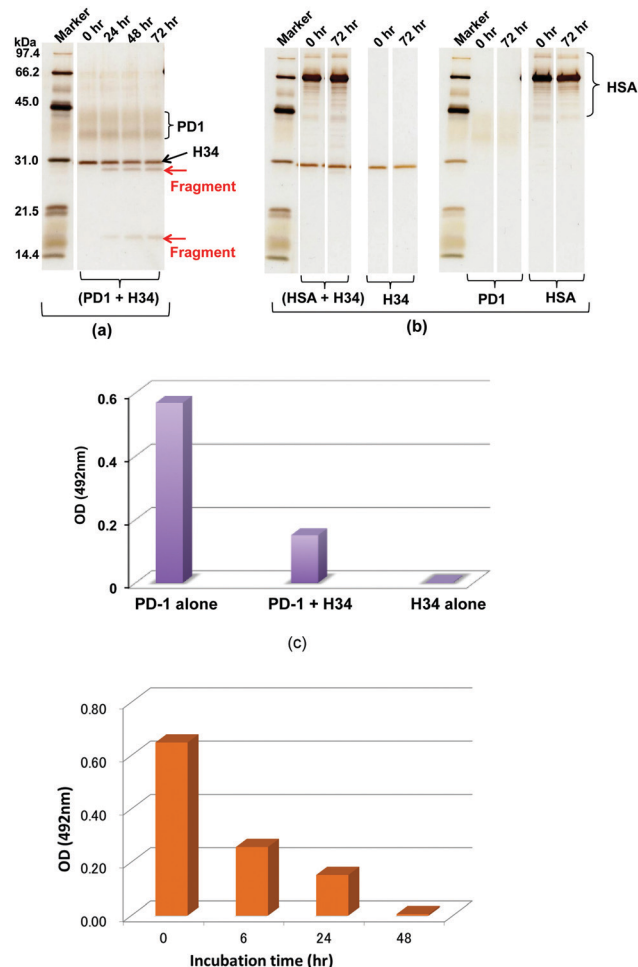 kDa
Marker
0 hr
24 hr
48 hr
72 hr
97.4
66.2
45.0
31.0
21.5
14.4
PD1
H34
Fragment
Fragment
(PD1 + H34)
(a)
Marker
0 hr
72 hr
0 hr
72 hr
Marker
0 hr
72 hr
0 hr
72 hr
HSA
(HSA + H34)
H34
PD1
HSA
(b)
OD (492nm)
0.6
0.4
0.2
0
PD-1 alone
PD-1 + H34
H34 alone
(c)
OD (492nm)
0.80
0.60
0.40
0.20
0.00
0
6
24
48
Incubation time (hr)